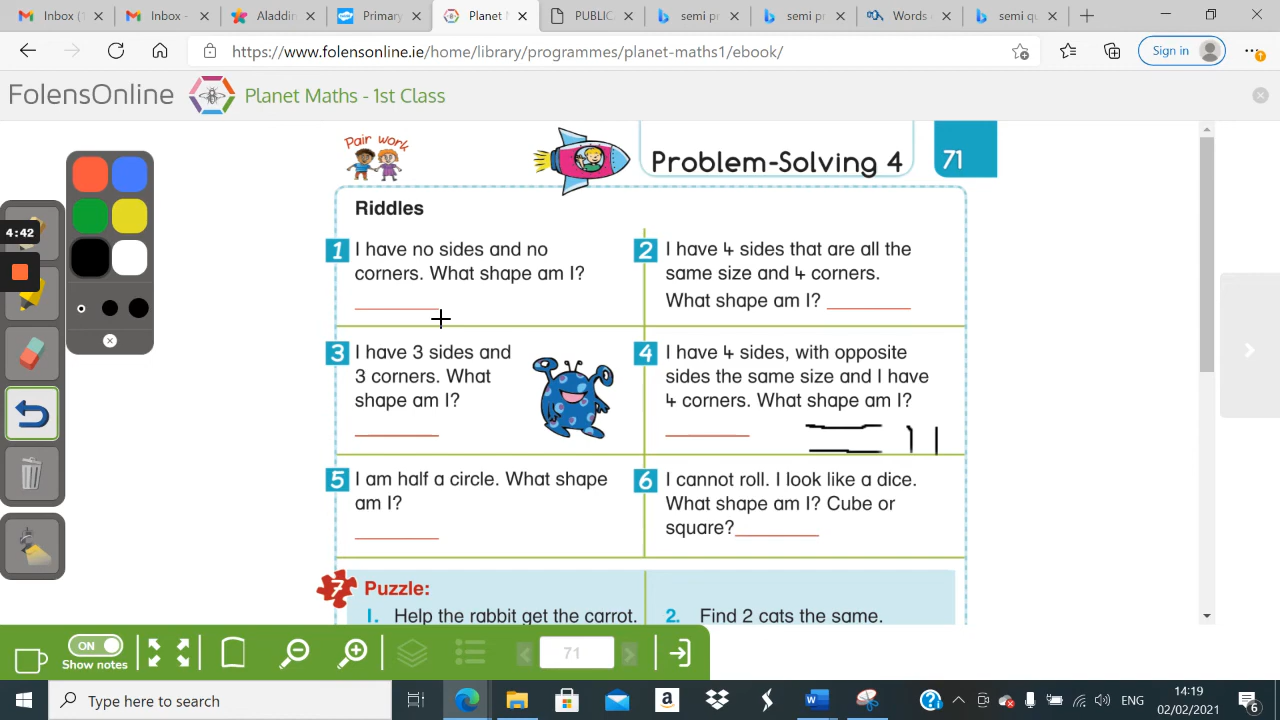 Planet M
Inbox
Inbox -
Aladdin
Primary
Planet M
PUBLIC
semi pr
semi pr
Words
semi qu
https://www.folensonline.ie/home/library/programmes/planet-maths1/ebook/
Sign in
FolensOnline
Planet Maths - 1st Class
Pair work
Problem-Solving 4
71
4:42
Riddles
1 I have no sides and no
corners. What shape am I?
2 I have 4 sides that are all the
same size and 4 corners.
What shape am I?
3 I have 3 sides and
3 corners. What
shape am I?
4 I have 4 sides, with opposite
sides the same size and I have
4 corners. What shape am I?
5 I am half a circle. What shape
am I?
6 I cannot roll. I look like a dice.
What shape am I? Cube or
square?
7 Puzzle:
1. Help the rabbit get the carrot.
2. Find 2 cats the same.
ON
Show notes
71
Type here to search
ENG
14:19
02/02/2021
6